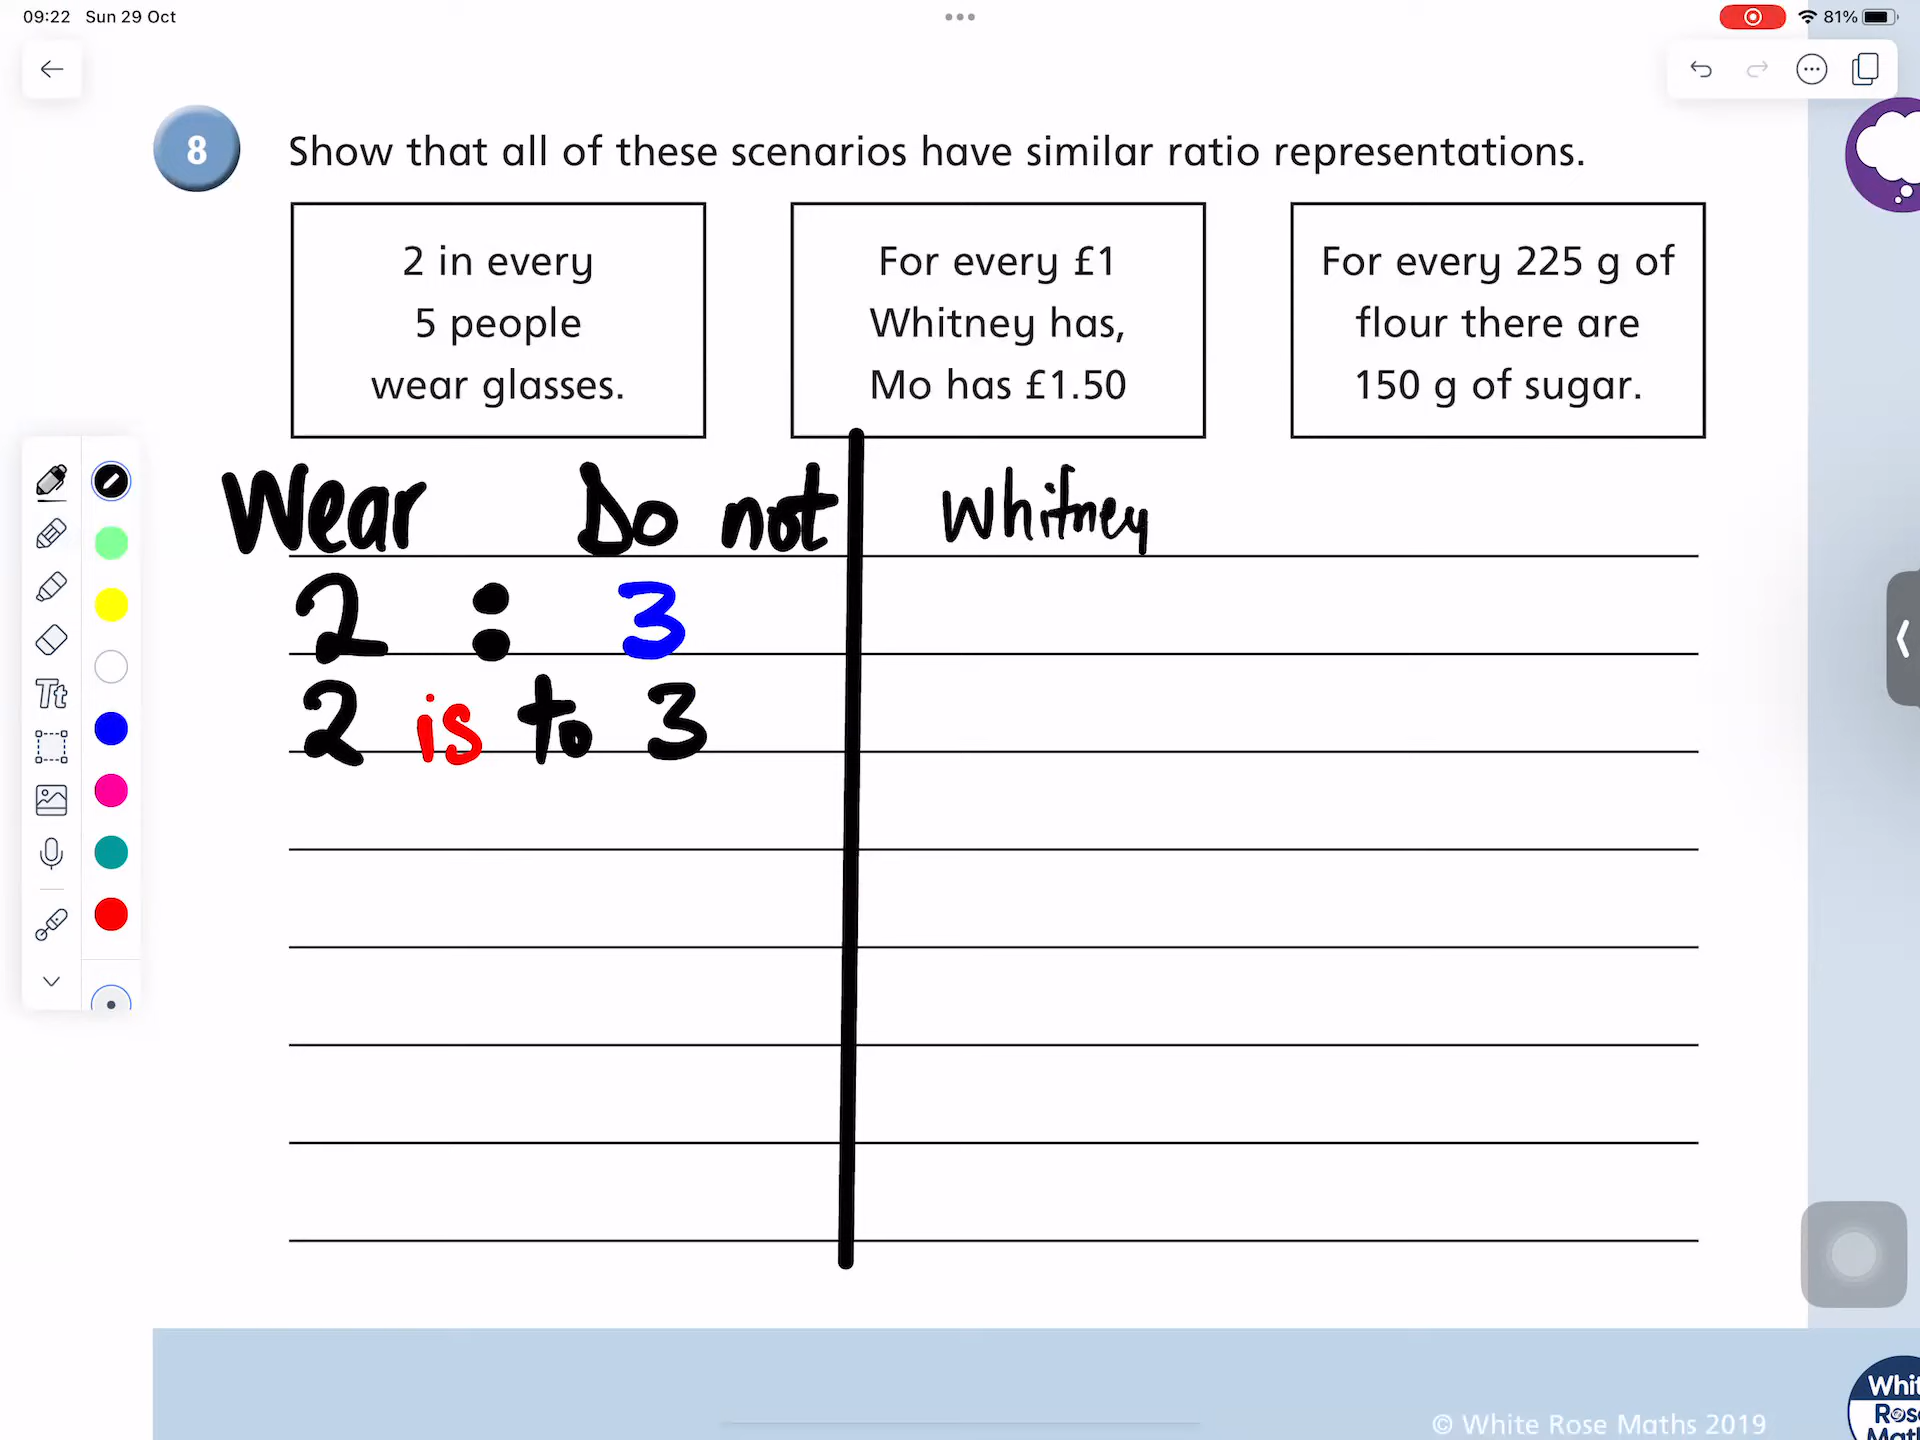 09:22 Sun 29 Oct
81%
8 Show that all of these scenarios have similar ratio representations.
2 in every
5 people
wear glasses.
For every £1
Whitney has,
Mo has £1.50
For every 225 g of
flour there are
150 g of sugar.
Wear Do not
2 : 3
2 is to 3
Whitney
Tt
© White Rose Maths 2019